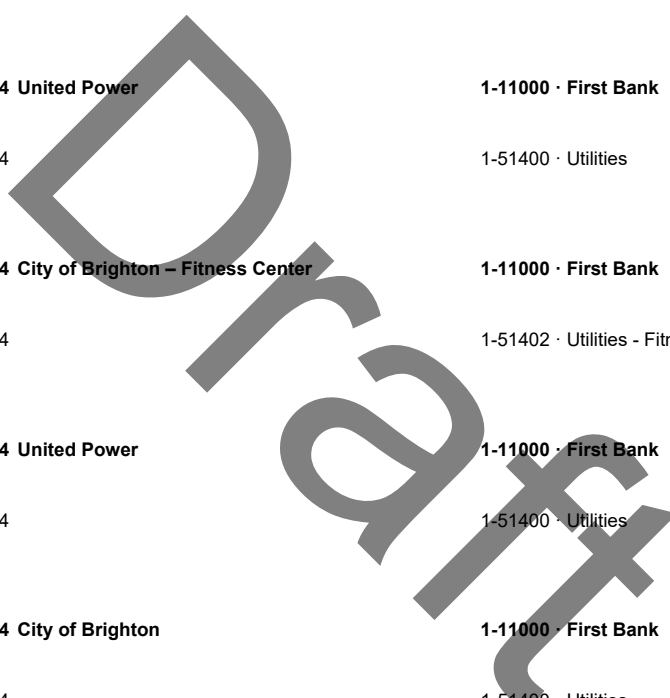 4 United Power 1-11000 · First Bank
4 1-51400 · Utilities
4 City of Brighton – Fitness Center 1-11000 · First Bank
4 1-51402 · Utilities - Fitn
4 United Power 1-11000 · First Bank
4 1-51400 · Utilities
4 City of Brighton 1-11000 · First Bank
Utilities
Draft